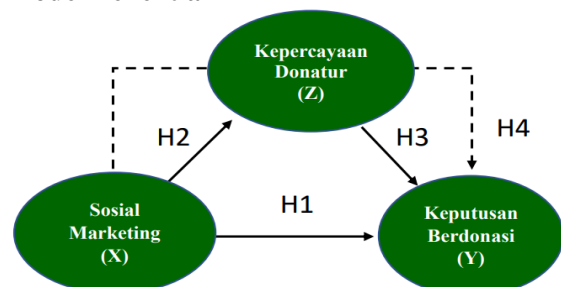 Kepercayaan
Donatur
(Z)
H2
H3
H4
Sosial
Marketing
(X)
H1
Keputusan
Berdonasi
(Y)